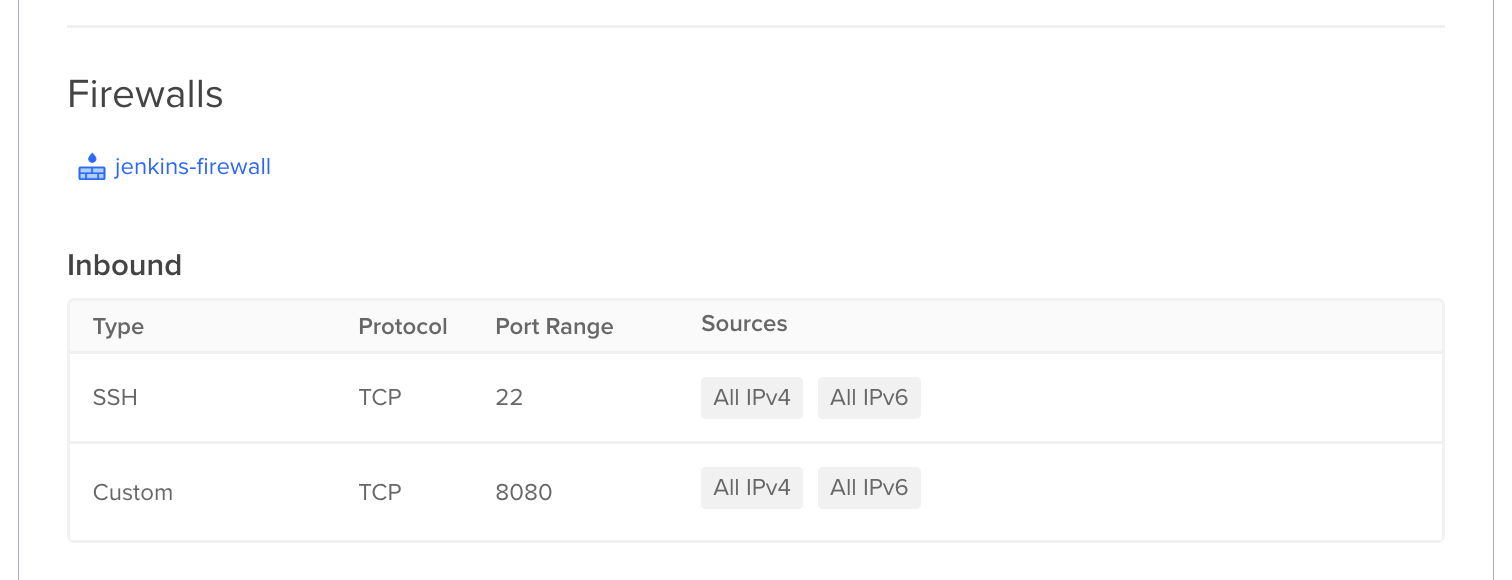 Firewalls
jenkins-firewall
Inbound
Type Protocol Port Range Sources
SSH TCP 22 All IPv4 All IPv6
Custom TCP 8080 All IPv4 All IPv6